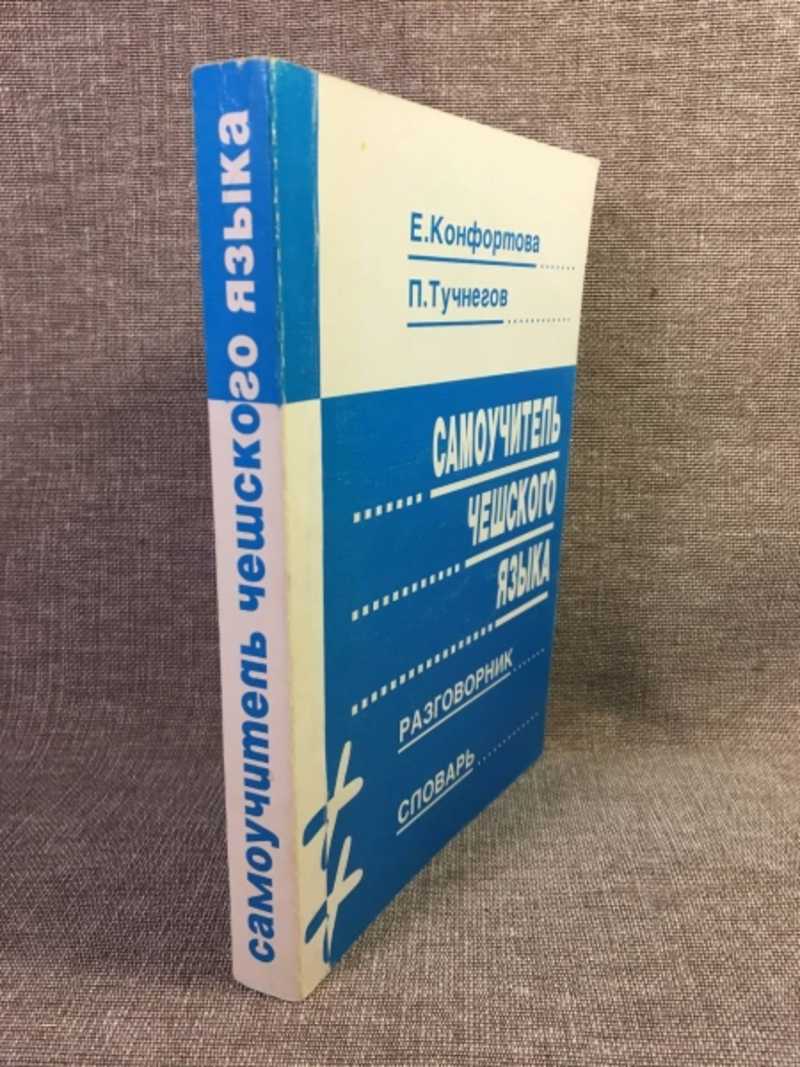 самоучитель чешского языка
Е.Конфортова
П.Тучнегов
САМОУЧИТЕЛЬ
ЧЕШСКОГО
ЯЗЫКА
РАЗГОВОРНИК
СЛОВАРЬ